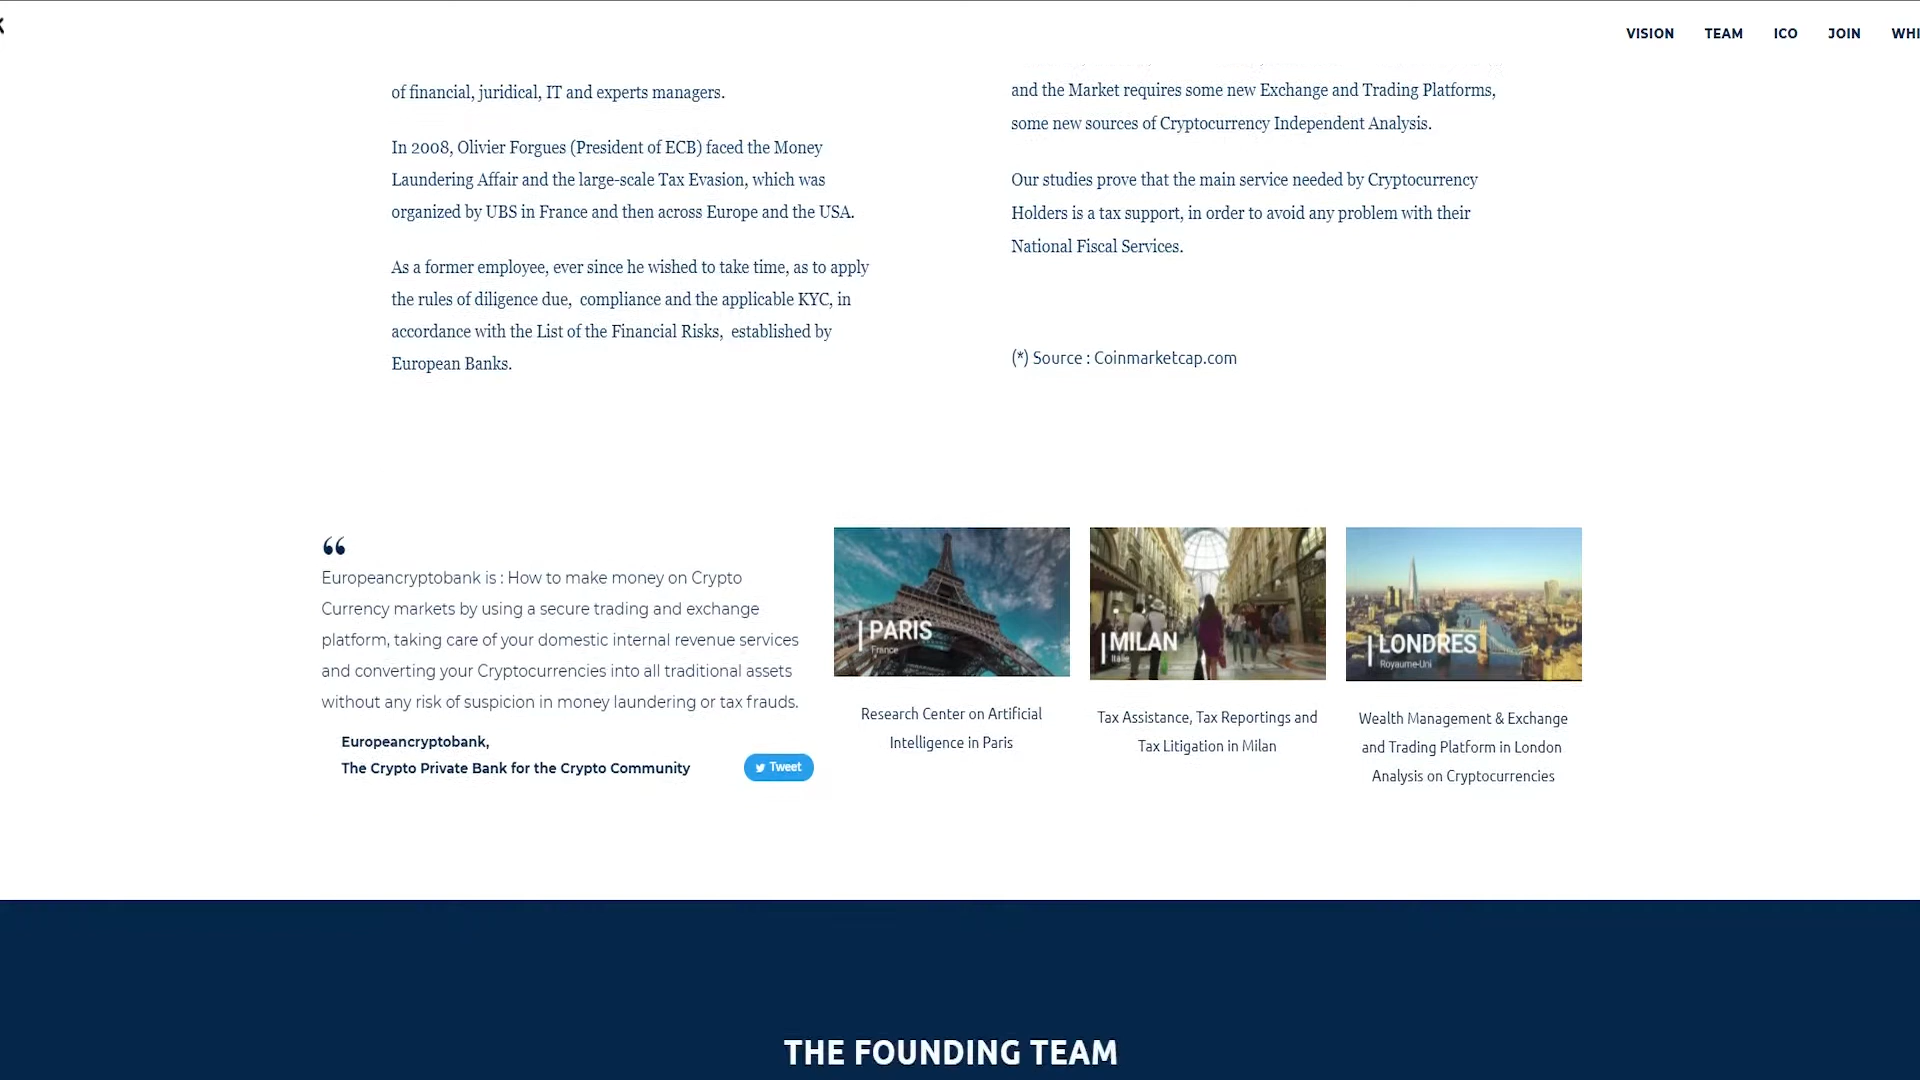 VISION TEAM ICO JOIN
of financial, juridical, IT and experts managers.
In 2008, Olivier Forgues (President of ECB) faced the Money
Laundering Affair and the large-scale Tax Evasion, which was
organized by UBS in France and then across Europe and the USA.
As a former employee, ever since he wished to take time, as to apply
the rules of diligence due, compliance and the applicable KYC, in
accordance with the List of the Financial Risks, established by
European Banks.
and the Market requires some new Exchange and Trading Platforms,
some new sources of Cryptocurrency Independent Analysis.
Our studies prove that the main service needed by Cryptocurrency
Holders is a tax support, in order to avoid any problem with their
National Fiscal Services.
(*) Source : Coinmarketcap.com
“
Europeancryptobank is : How to make money on Crypto
Currency markets by using a secure trading and exchange
platform, taking care of your domestic internal revenue services
and converting your Cryptocurrencies into all traditional assets
without any risk of suspicion in money laundering or tax frauds.
Europeancryptobank,
The Crypto Private Bank for the Crypto Community
Tweet
PARIS
France
Research Center on Artificial
Intelligence in Paris
MILAN
Italie
Tax Assistance, Tax Reportings and
Tax Litigation in Milan
LONDRES
Royaume-Uni
Wealth Management & Exchange
and Trading Platform in London
Analysis on Cryptocurrencies
THE FOUNDING TEAM